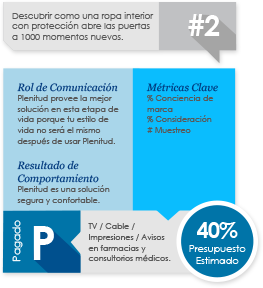 Descubrir como una ropa interior
con protección abre las puertas
a 1000 momentos nuevos.
#2
Rol de Comunicación
Plenitud provee la mejor
solución en esta etapa de
vida porque tu estilo de
vida no será el mismo
después de usar Plenitud.
Resultado de
Comportamiento
Plenitud es una solución
segura y confortable.
Métricas Clave
% Conciencia de
marca
% Consideración
# Muestreo
Pagado
P
TV / Cable /
Impresiones / Avisos
en farmacias y
consultorios médicos.
40%
Presupuesto
Estimado